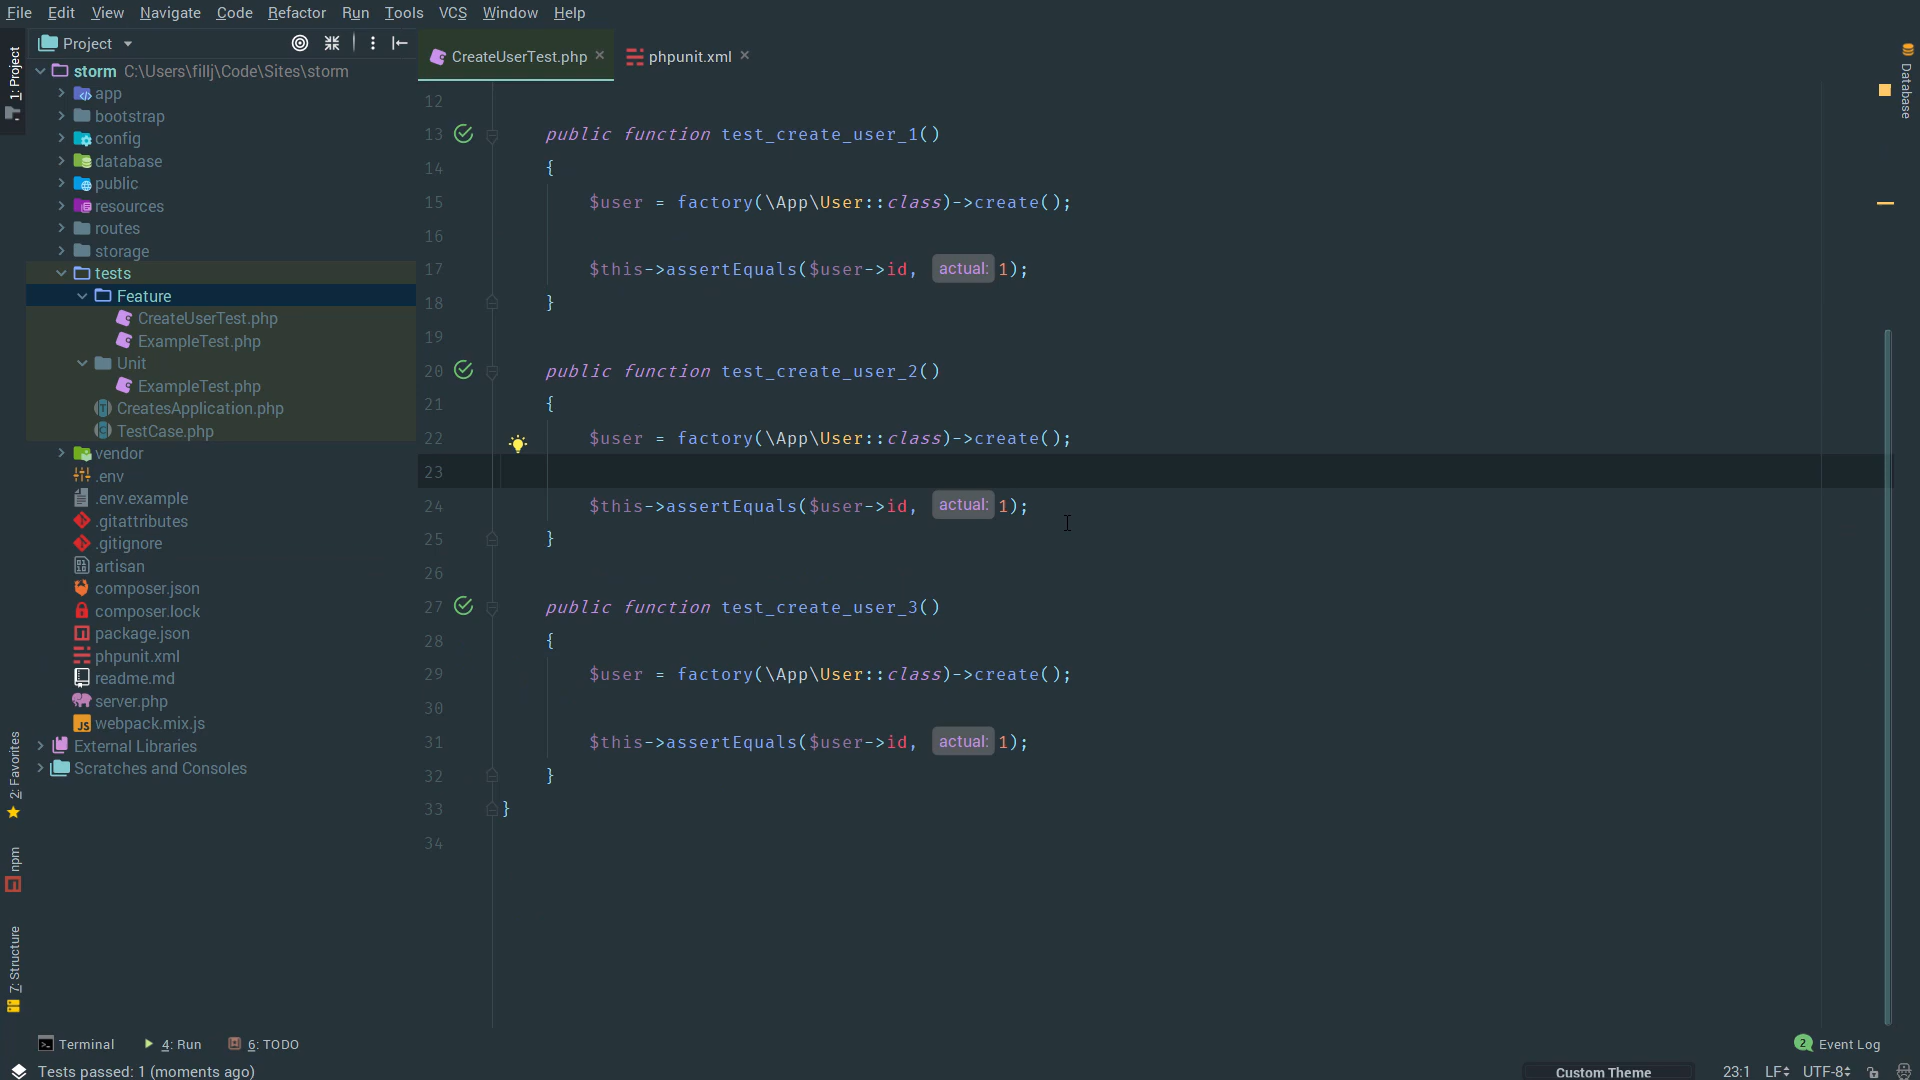 File Edit View Navigate Code Refactor Run Tools VCS Window Help
Project
CreateUserTest.php
phpunit.xml
1: Project
2: Favorites
npm
7: Structure
Database
storm C:\Users\fillj\Code\Sites\storm
app
bootstrap
config
database
public
resources
routes
storage
tests
Feature
CreateUserTest.php
ExampleTest.php
Unit
ExampleTest.php
CreatesApplication.php
TestCase.php
vendor
.env
.env.example
.gitattributes
.gitignore
artisan
composer.json
composer.lock
package.json
phpunit.xml
readme.md
server.php
webpack.mix.js
External Libraries
Scratches and Consoles
12
13 public function test_create_user_1()
14 {
15 $user = factory(\App\User::class)->create();
16
17 $this->assertEquals($user->id, actual: 1);
18 }
19
20 public function test_create_user_2()
21 {
22 $user = factory(\App\User::class)->create();
23
24 $this->assertEquals($user->id, actual: 1);
25 }
26
27 public function test_create_user_3()
28 {
29 $user = factory(\App\User::class)->create();
30
31 $this->assertEquals($user->id, actual: 1);
32 }
33 }
34
Terminal 4: Run 6: TODO
2 Event Log
Tests passed: 1 (moments ago)
Custom Theme 23:1 LF UTF-8